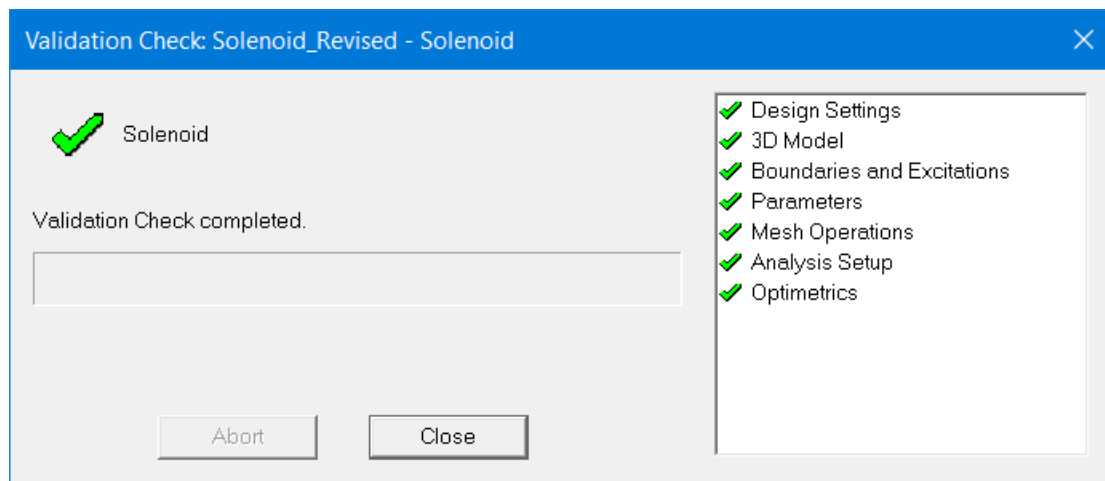 Validation Check: Solenoid_Revised - Solenoid
Solenoid
Validation Check completed.
Abort
Close
Design Settings
3D Model
Boundaries and Excitations
Parameters
Mesh Operations
Analysis Setup
Optimetrics